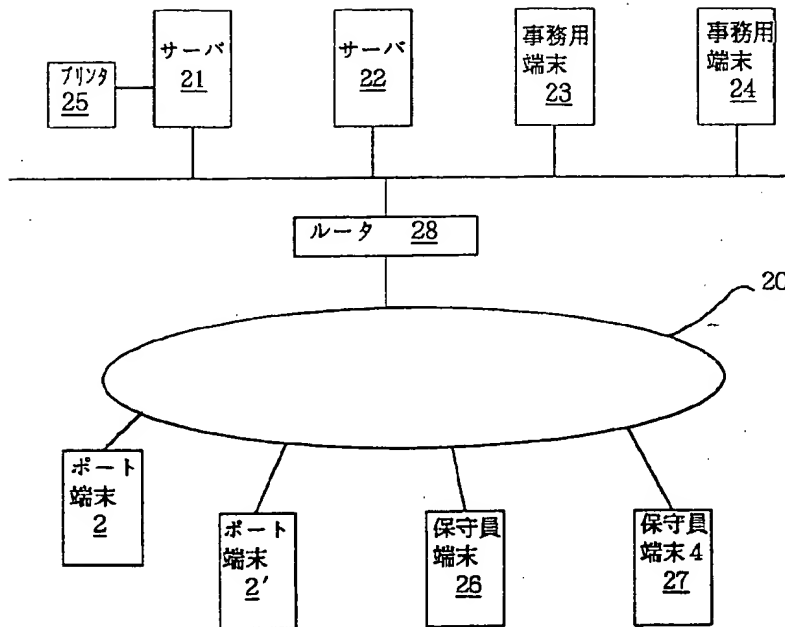 サーバ
21
サーバ
22
事務用
端末
23
事務用
端末
24
プリンタ
25
ルータ 28
20
ポート
端末
2
ポート
端末
2'
保守員
端末
26
保守員
端末4
27